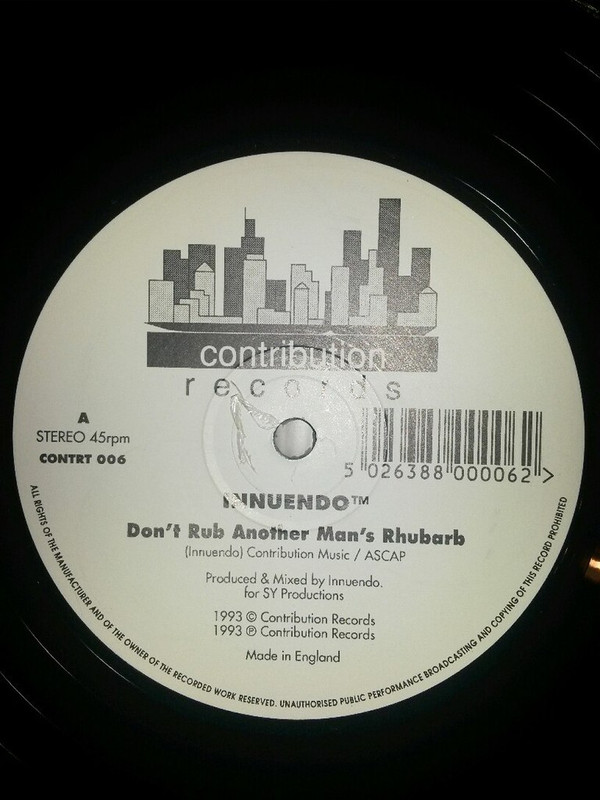 contribution
records
A
STEREO 45rpm
CONTRT 006
5 026388 000062 >
INNUENDO™
Don't Rub Another Man's Rhubarb
(Innuendo) Contribution Music / ASCAP
Produced & Mixed by Innuendo.
for SY Productions
1993 © Contribution Records
1993 ℗ Contribution Records
Made in England
ALL RIGHTS OF THE MANUFACTURER AND OF THE OWNER OF THE RECORDED WORK RESERVED. UNAUTHORISED PUBLIC PERFORMANCE BROADCASTING AND COPYING OF THIS RECORD PROHIBITED